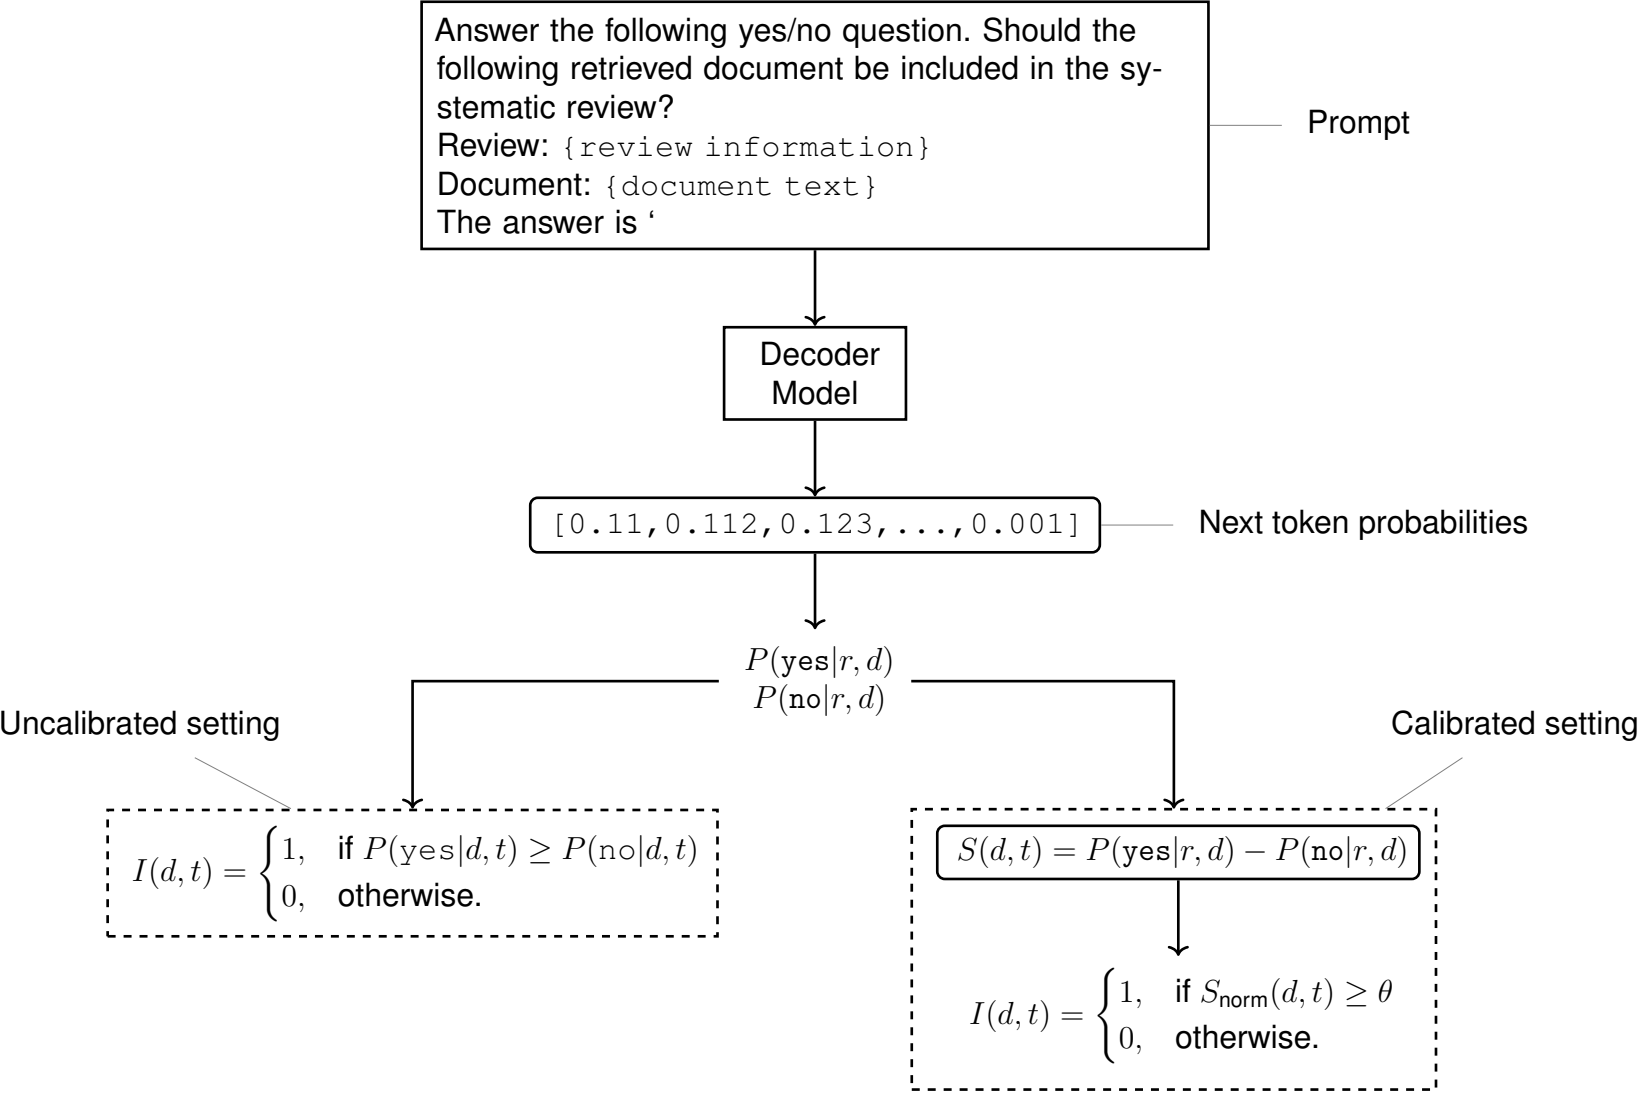 Answer the following yes/no question. Should the
following retrieved document be included in the sy-
stematic review?
Review: {review information}
Document: {document text}
The answer is ‘
Prompt
Decoder
Model
[0.11,0.112,0.123,...,0.001]
Next token probabilities
P(yes|r, d)
P(no|r, d)
Uncalibrated setting
Calibrated setting
I(d, t) = { 1, if P(yes|d, t) ≥ P(no|d, t)
0, otherwise.
S(d, t) = P(yes|r, d) − P(no|r, d)
I(d, t) = { 1, if S_norm(d, t) ≥ θ
0, otherwise.